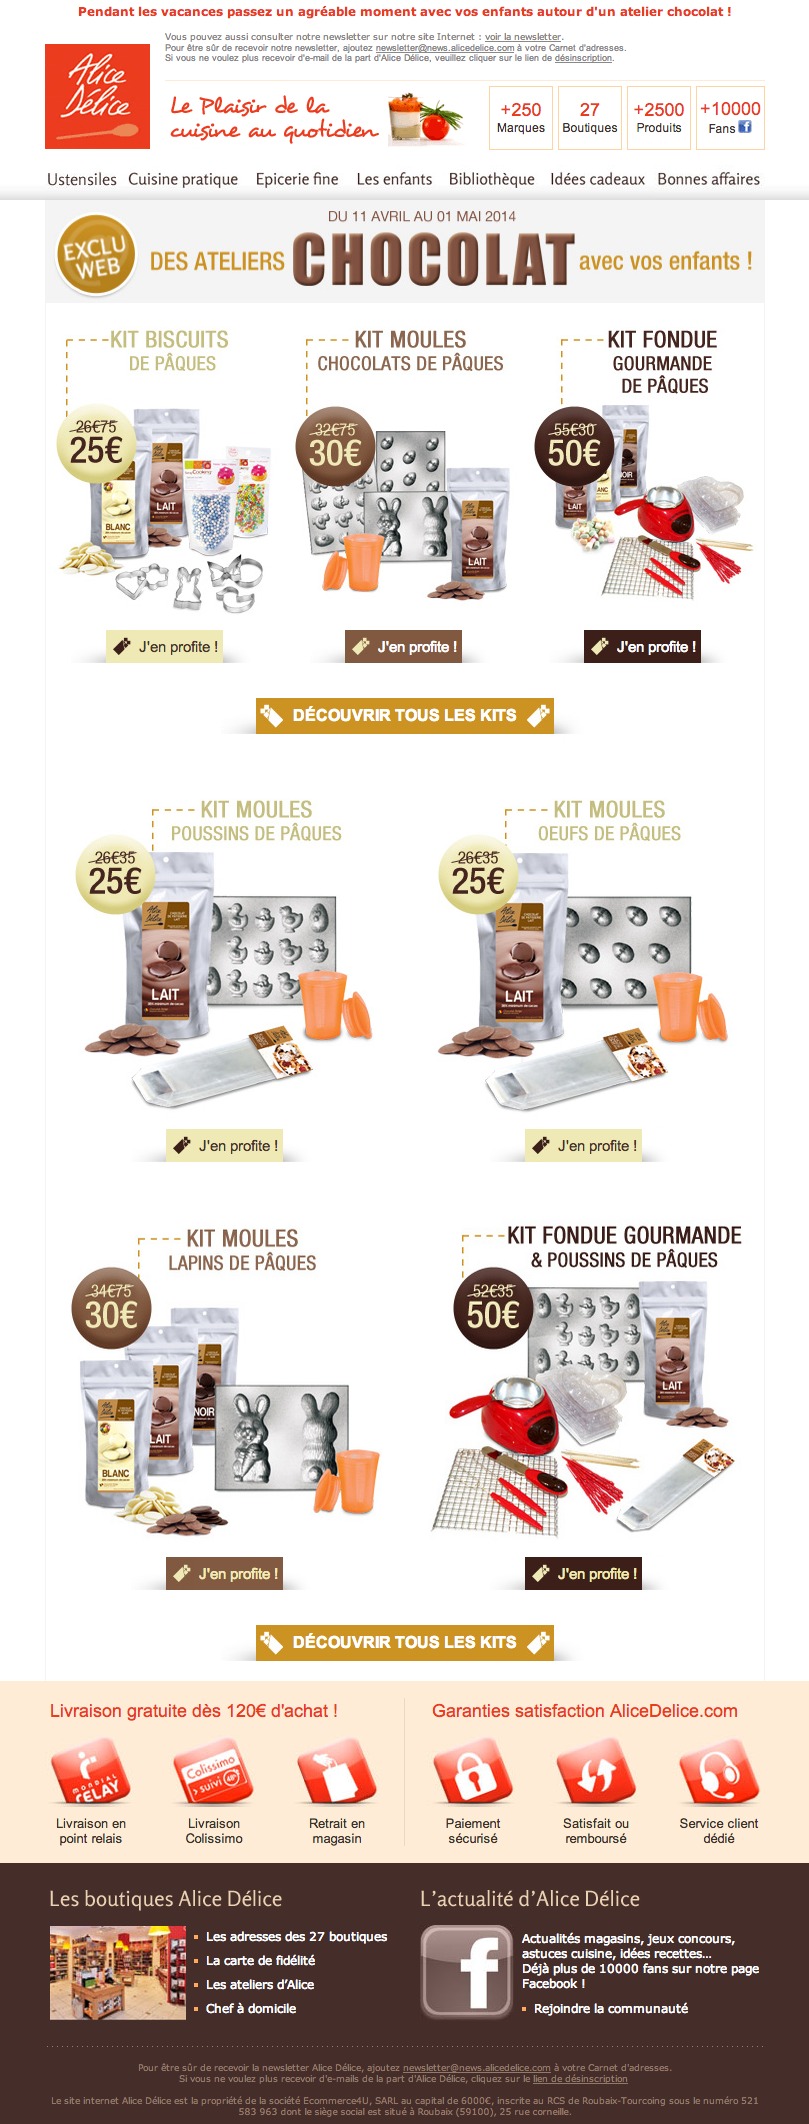 Pendant les vacances passez un agréable moment avec vos enfants autour d'un atelier chocolat !
Vous pouvez aussi consulter notre newsletter sur notre site Internet : voir la newsletter.
Pour être sûr de recevoir notre newsletter, ajoutez newsletter@news.alicedelice.com à votre Carnet d'adresses.
Si vous ne voulez plus recevoir d'e-mail de la part d'Alice Délice, veuillez cliquer sur le lien de désinscription.
Alice
Délice
Le Plaisir de la
cuisine au quotidien
+250
Marques
27
Boutiques
+2500
Produits
+10000
Fans f
Ustensiles Cuisine pratique Epicerie fine Les enfants Bibliothèque Idées cadeaux Bonnes affaires
EXCLU
WEB
DU 11 AVRIL AU 01 MAI 2014
DES ATELIERS CHOCOLAT avec vos enfants !
KIT BISCUITS
DE PÂQUES
26€75
25€
BLANC
LAIT
KIT MOULES
CHOCOLATS DE PÂQUES
32€75
30€
LAIT
KIT FONDUE
GOURMANDE
DE PÂQUES
55€30
50€
LAIT
BLANC
NOIR
J'en profite !
J'en profite !
J'en profite !
DÉCOUVRIR TOUS LES KITS
KIT MOULES
POUSSINS DE PÂQUES
26€35
25€
Alice
Délice
LAIT
KIT MOULES
OEUFS DE PÂQUES
26€35
25€
Alice
Délice
LAIT
J'en profite !
J'en profite !
KIT MOULES
LAPINS DE PÂQUES
34€75
30€
BLANC
LAIT
NOIR
KIT FONDUE GOURMANDE
& POUSSINS DE PÂQUES
52€35
50€
LAIT
J'en profite !
J'en profite !
DÉCOUVRIR TOUS LES KITS
Livraison gratuite dès 120€ d'achat !
MONDIAL
RELAY
Livraison en
point relais
Colissimo
suivi 48H
Livraison
Colissimo
Retrait en
magasin
Garanties satisfaction AliceDelice.com
Paiement
sécurisé
Satisfait ou
remboursé
Service client
dédié
Les boutiques Alice Délice
Les adresses des 27 boutiques
La carte de fidélité
Les ateliers d'Alice
Chef à domicile
L'actualité d'Alice Délice
f
Actualités magasins, jeux concours,
astuces cuisine, idées recettes...
Déjà plus de 10000 fans sur notre page
Facebook !
Rejoindre la communauté
Pour être sûr de recevoir la newsletter Alice Délice, ajoutez newsletter@news.alicedelice.com à votre Carnet d'adresses.
Si vous ne voulez plus recevoir d'e-mails de la part d'Alice Délice, cliquez sur le lien de désinscription
Le site internet Alice Délice est la propriété de la société Ecommerce4U, SARL au capital de 6000€, inscrite au RCS de Roubaix-Tourcoing sous le numéro 521
583 963 dont le siège social est situé à Roubaix (59100), 25 rue corneille.